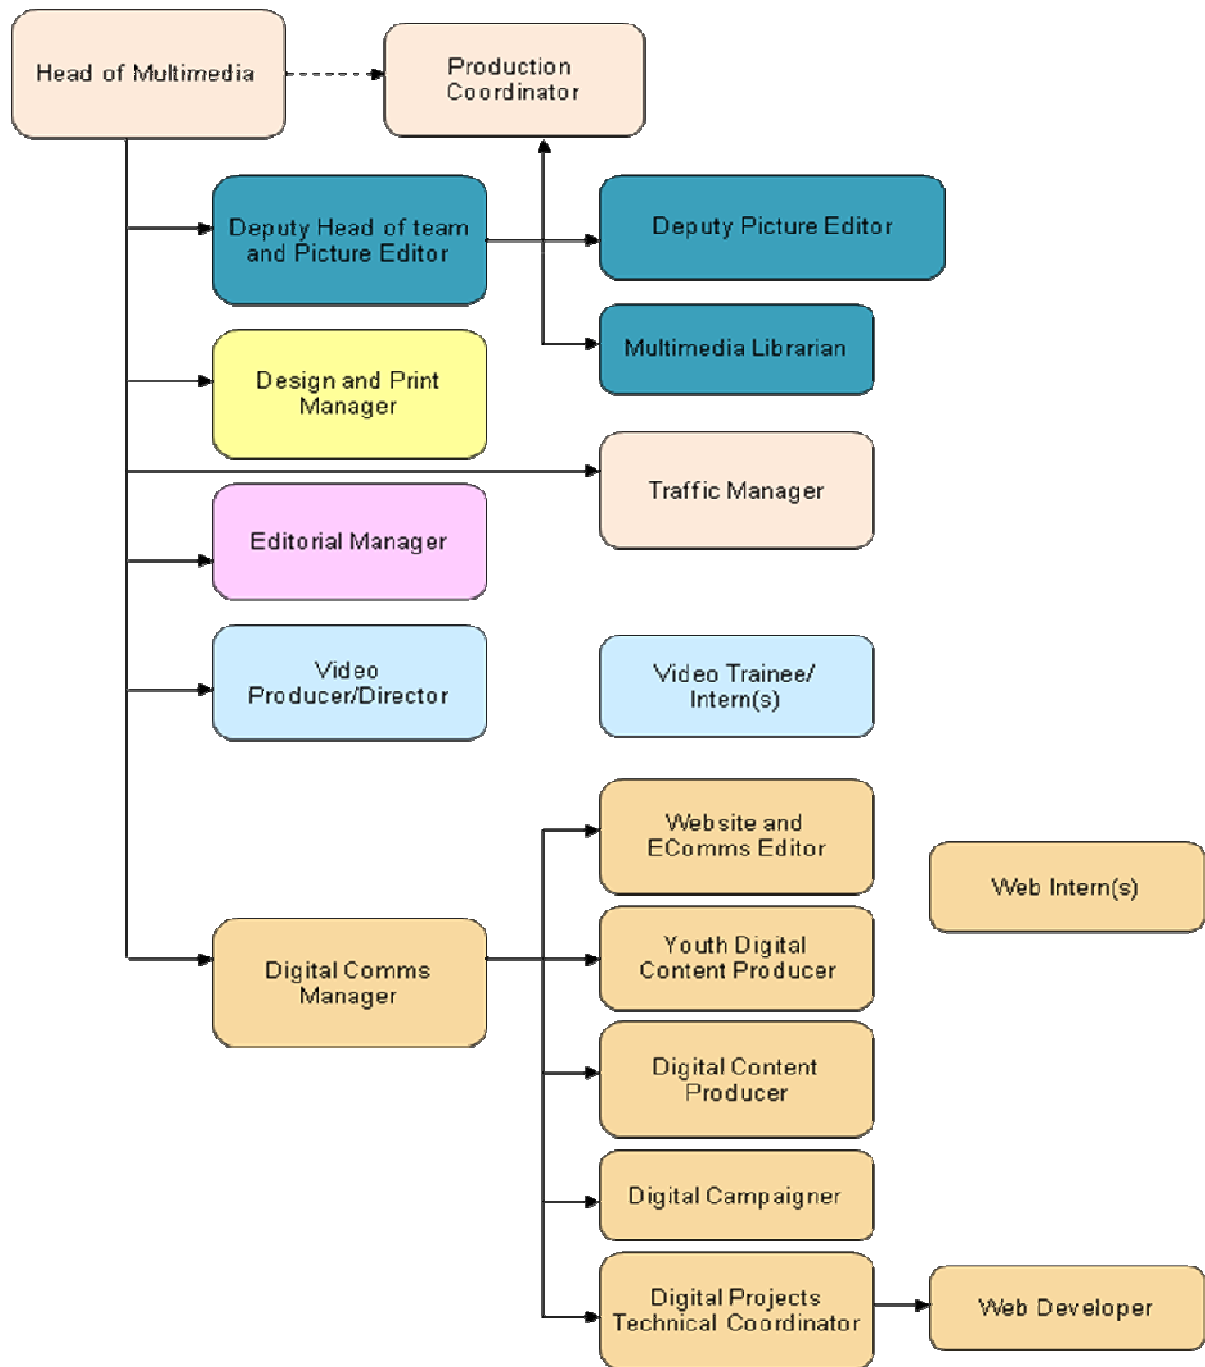 Head of Multimedia
Production
Coordinator
Deputy Head of team
and Picture Editor
Deputy Picture Editor
Multimedia Librarian
Design and Print
Manager
Traffic Manager
Editorial Manager
Video
Producer/Director
Video Trainee/
Intern(s)
Website and
EComms Editor
Web Intern(s)
Youth Digital
Content Producer
Digital Comms
Manager
Digital Content
Producer
Digital Campaigner
Digital Projects
Technical Coordinator
Web Developer